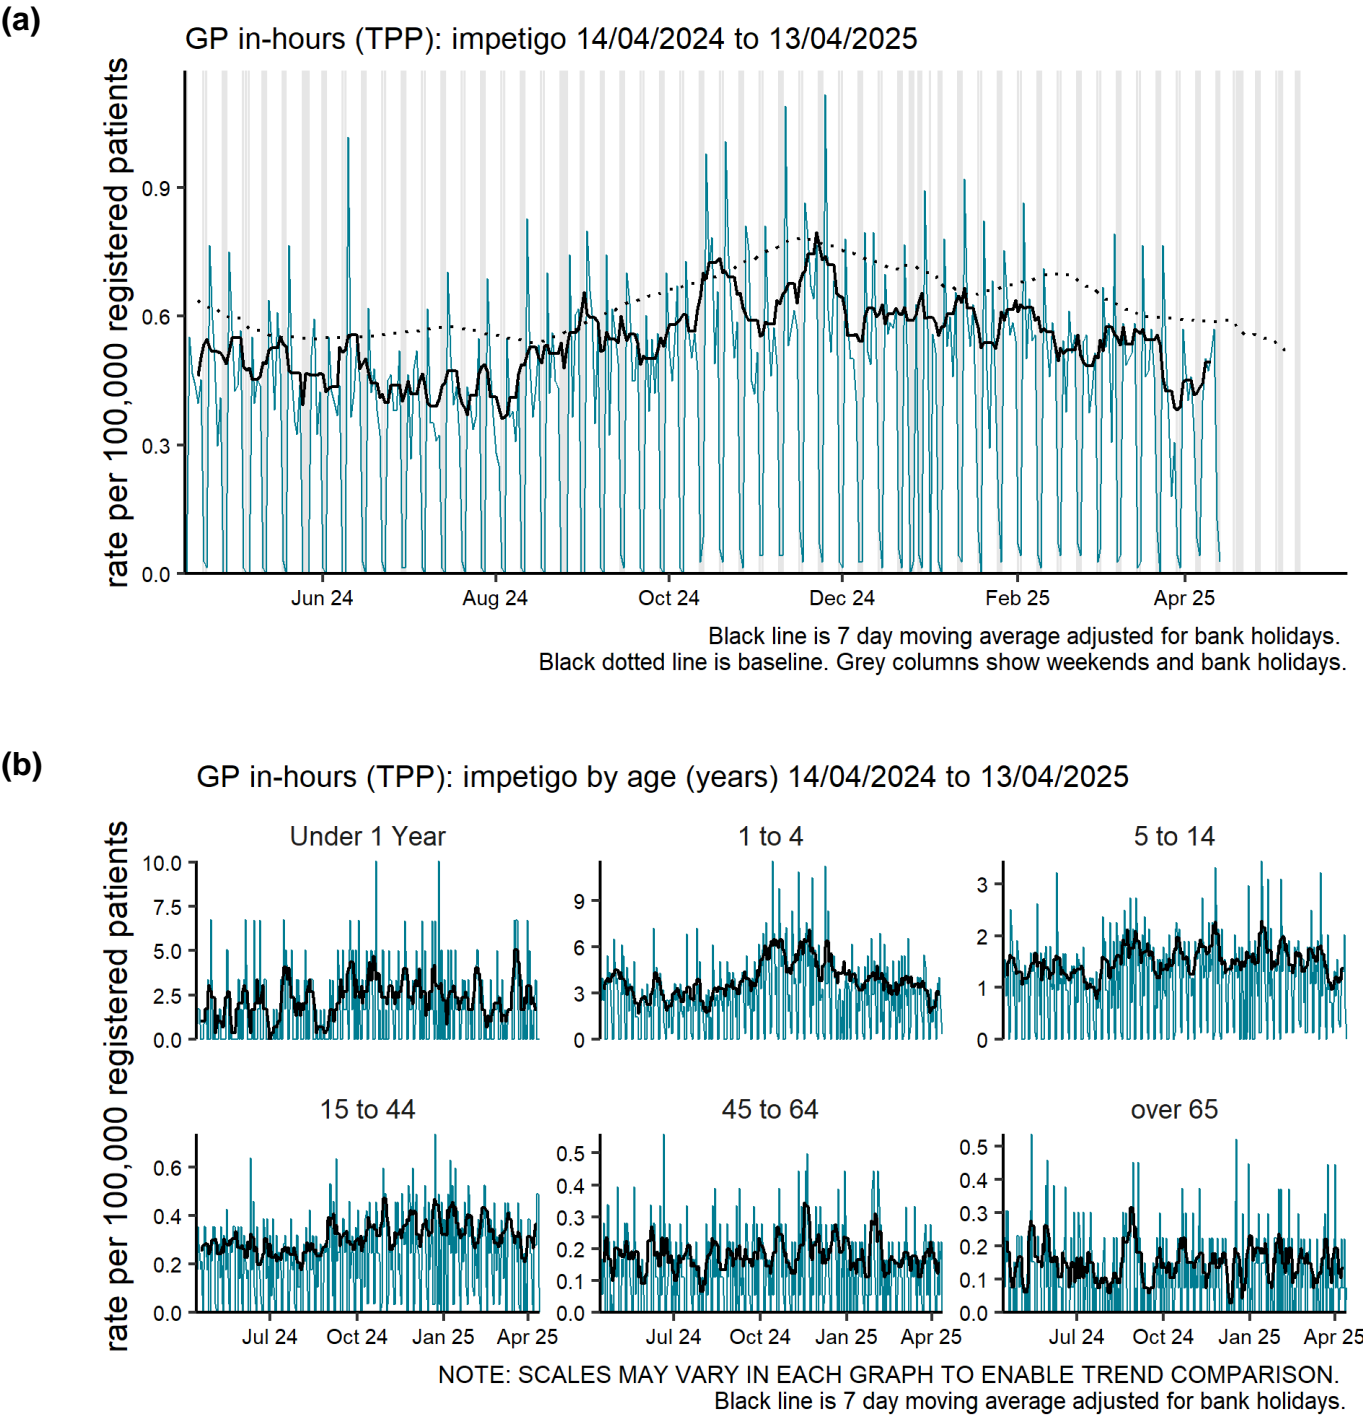 (a)
GP in-hours (TPP): impetigo 14/04/2024 to 13/04/2025
rate per 100,000 registered patients
0.9
0.6
0.3
0.0
Jun 24 Aug 24 Oct 24 Dec 24 Feb 25 Apr 25
Black line is 7 day moving average adjusted for bank holidays.
Black dotted line is baseline. Grey columns show weekends and bank holidays.
(b)
GP in-hours (TPP): impetigo by age (years) 14/04/2024 to 13/04/2025
rate per 100,000 registered patients
Under 1 Year
10.0
7.5
5.0
2.5
0.0
1 to 4
9
6
3
0
5 to 14
3
2
1
0
15 to 44
0.6
0.4
0.2
0.0
Jul 24 Oct 24 Jan 25 Apr 25
45 to 64
0.5
0.4
0.3
0.2
0.1
0.0
Jul 24 Oct 24 Jan 25 Apr 25
over 65
0.5
0.4
0.3
0.2
0.1
0.0
Jul 24 Oct 24 Jan 25 Apr 25
NOTE: SCALES MAY VARY IN EACH GRAPH TO ENABLE TREND COMPARISON.
Black line is 7 day moving average adjusted for bank holidays.